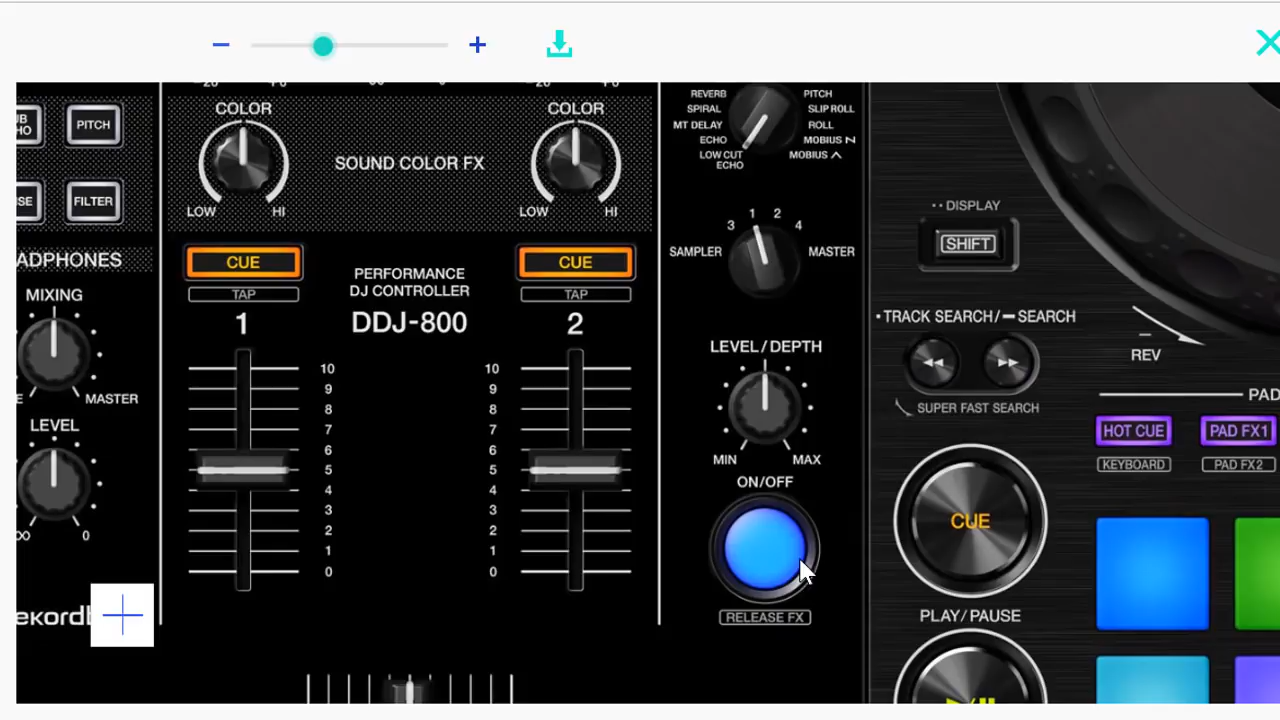 COLOR
COLOR
REVERB
PITCH
SPIRAL
SLIP ROLL
PITCH
MT DELAY
ROLL
ECHO
MOBIUS
LOW CUT
ECHO
MOBIUS
SOUND COLOR FX
FILTER
LOW HI
LOW HI
DISPLAY
SHIFT
3 1 2 4
SAMPLER MASTER
ADPHONES
CUE
CUE
PERFORMANCE
DJ CONTROLLER
TAP
TAP
DDJ-800
1
2
MIXING
MASTER
TRACK SEARCH/ SEARCH
LEVEL/DEPTH
REV
MIN MAX
SUPER FAST SEARCH
PAD
HOT CUE
PAD FX1
KEYBOARD
PAD FX2
LEVEL
∞ 0
10
9
8
7
6
5
4
3
2
1
0
10
9
8
7
6
5
4
3
2
1
0
ON/OFF
CUE
RELEASE FX
PLAY/PAUSE
ekordb